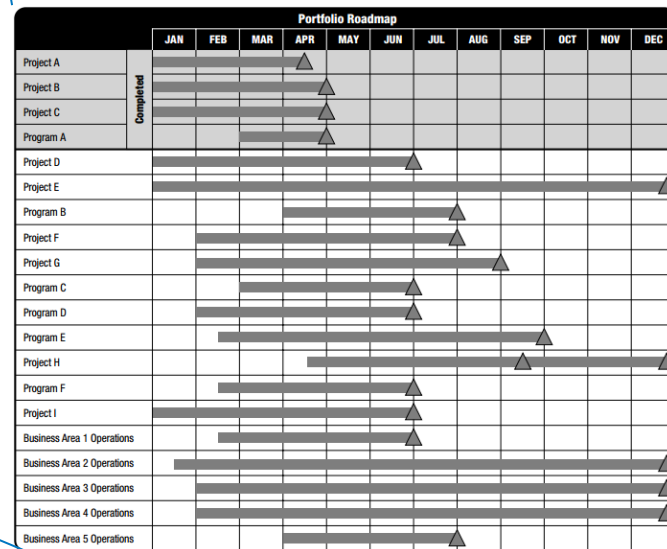 Portfolio Roadmap
JAN FEB MAR APR MAY JUN JUL AUG SEP OCT NOV DEC
Completed
Project A
Project B
Project C
Program A
Project D
Project E
Program B
Project F
Project G
Program C
Program D
Program E
Project H
Program F
Project I
Business Area 1 Operations
Business Area 2 Operations
Business Area 3 Operations
Business Area 4 Operations
Business Area 5 Operations